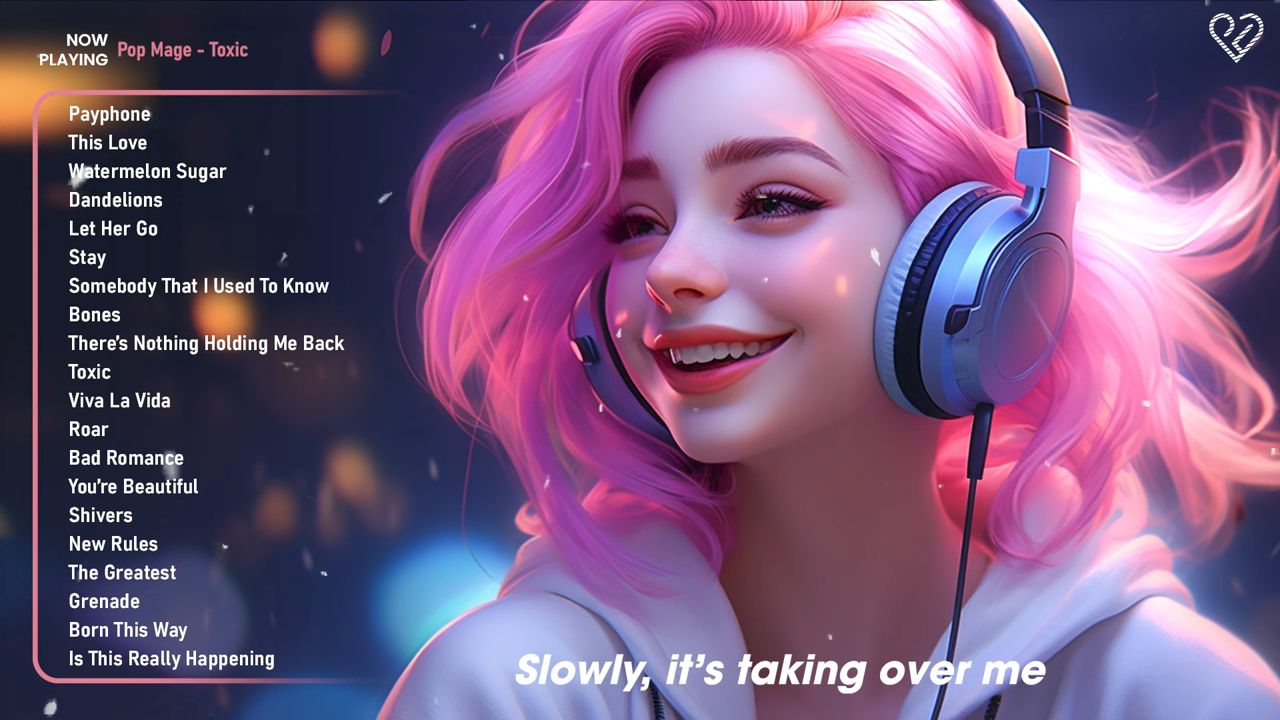 NOW
PLAYING
Pop Mage - Toxic
Payphone
This Love
Watermelon Sugar
Dandelions
Let Her Go
Stay
Somebody That I Used To Know
Bones
There's Nothing Holding Me Back
Toxic
Viva La Vida
Roar
Bad Romance
You're Beautiful
Shivers
New Rules
The Greatest
Grenade
Born This Way
Is This Really Happening
Slowly, it's taking over me